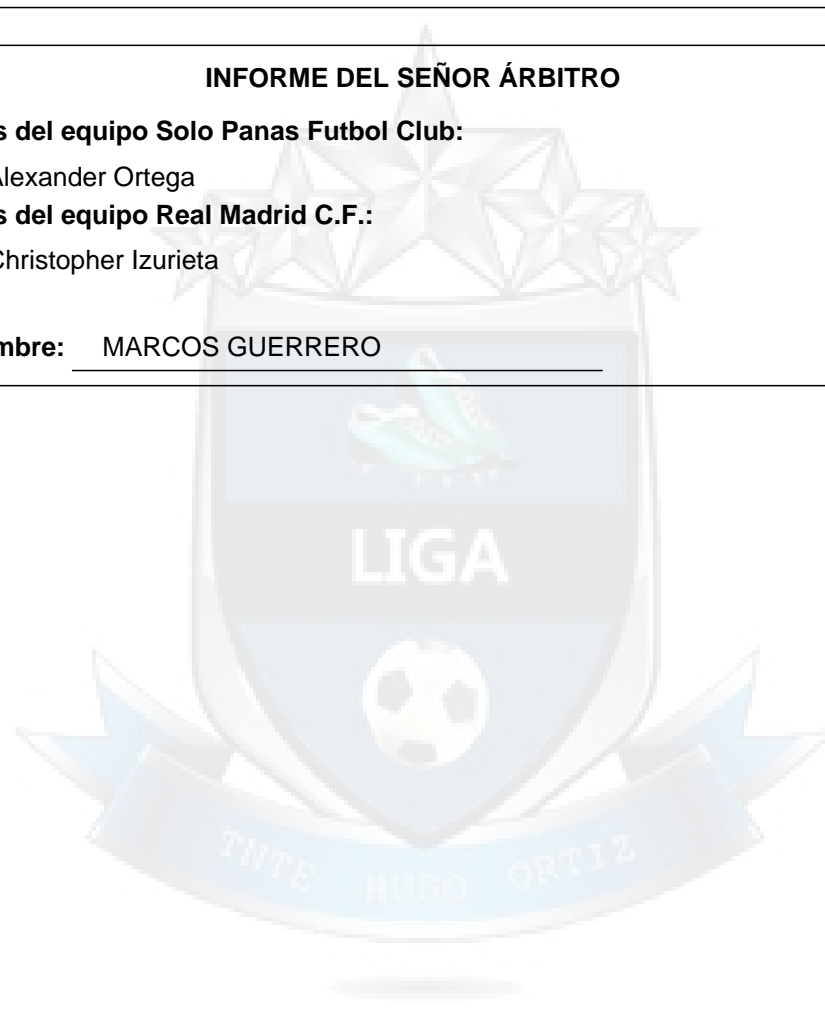 INFORME DEL SEÑOR ÁRBITRO
s del equipo Solo Panas Futbol Club:
Alexander Ortega
s del equipo Real Madrid C.F.:
Christopher Izurieta
mbre: MARCOS GUERRERO
LIGA
TNTE HUGO ORTIZ